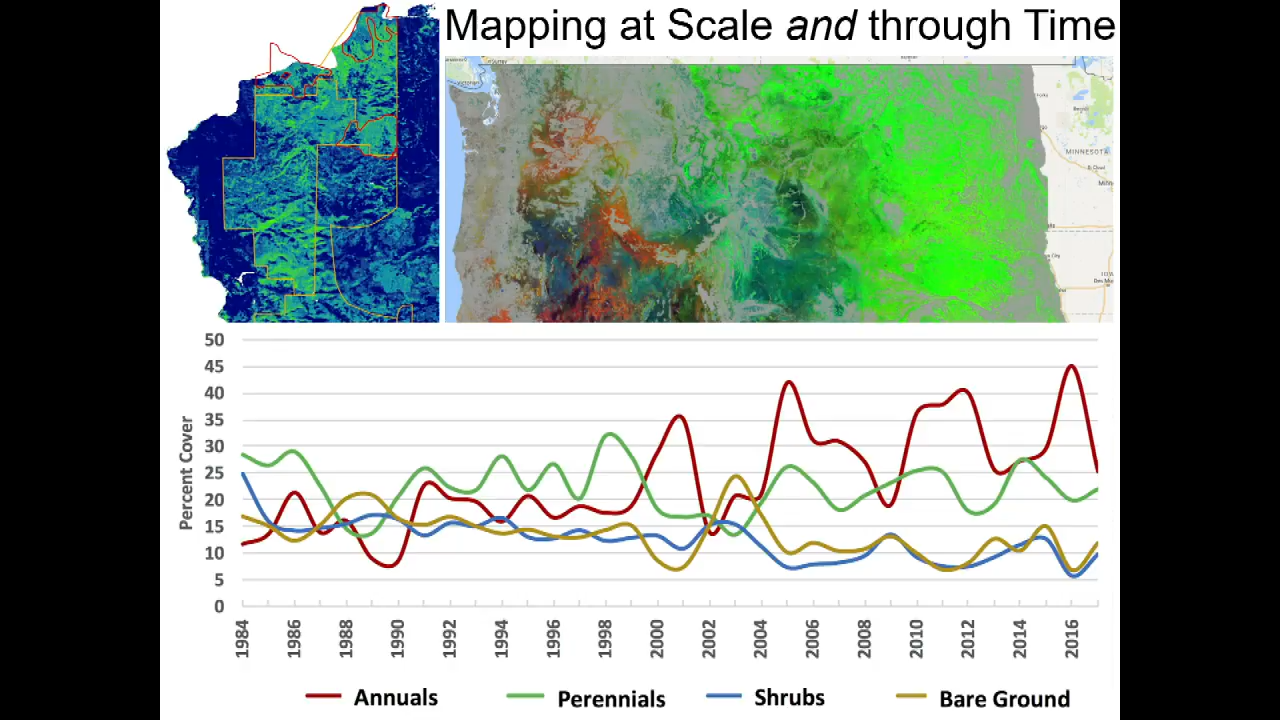 Mapping at Scale and through Time
MINNESOTA
50
45
40
35
30
25
20
15
10
5
0
Percent Cover
1984 1986 1988 1990 1992 1994 1996 1998 2000 2002 2004 2006 2008 2010 2012 2014 2016
Annuals Perennials Shrubs Bare Ground